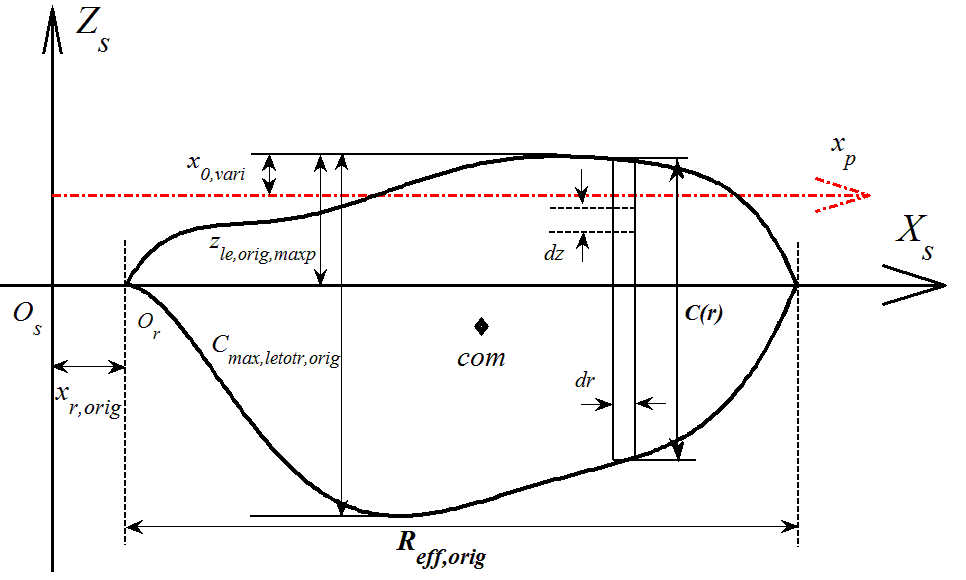 Z_s
x_0,vari
x_p
z_le,orig,maxp
dz
X_s
O_s
O_r
C(r)
C_max,letotr,orig
com
dr
x_r,orig
R_eff,orig